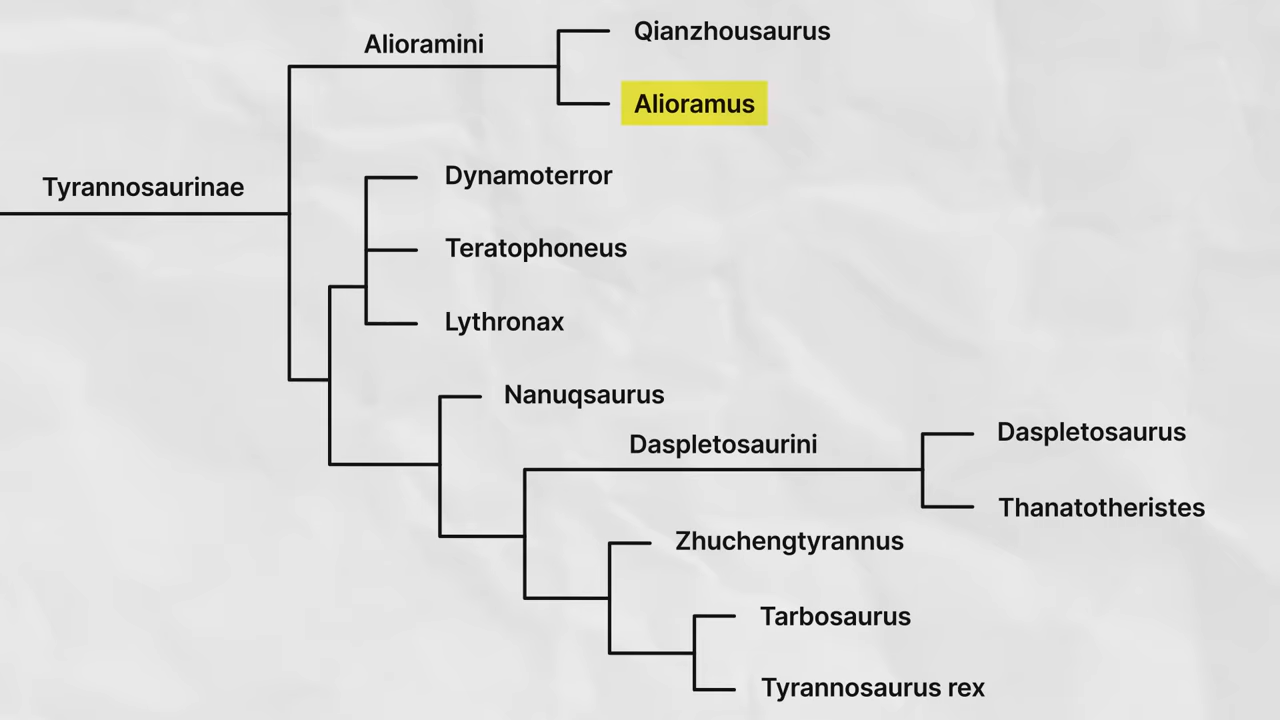 Qianzhousaurus
Alioramini
Alioramus
Dynamoterror
Tyrannosaurinae
Teratophoneus
Lythronax
Nanuqsaurus
Daspletosaurus
Daspletosaurini
Thanatotheristes
Zhuchengtyrannus
Tarbosaurus
Tyrannosaurus rex